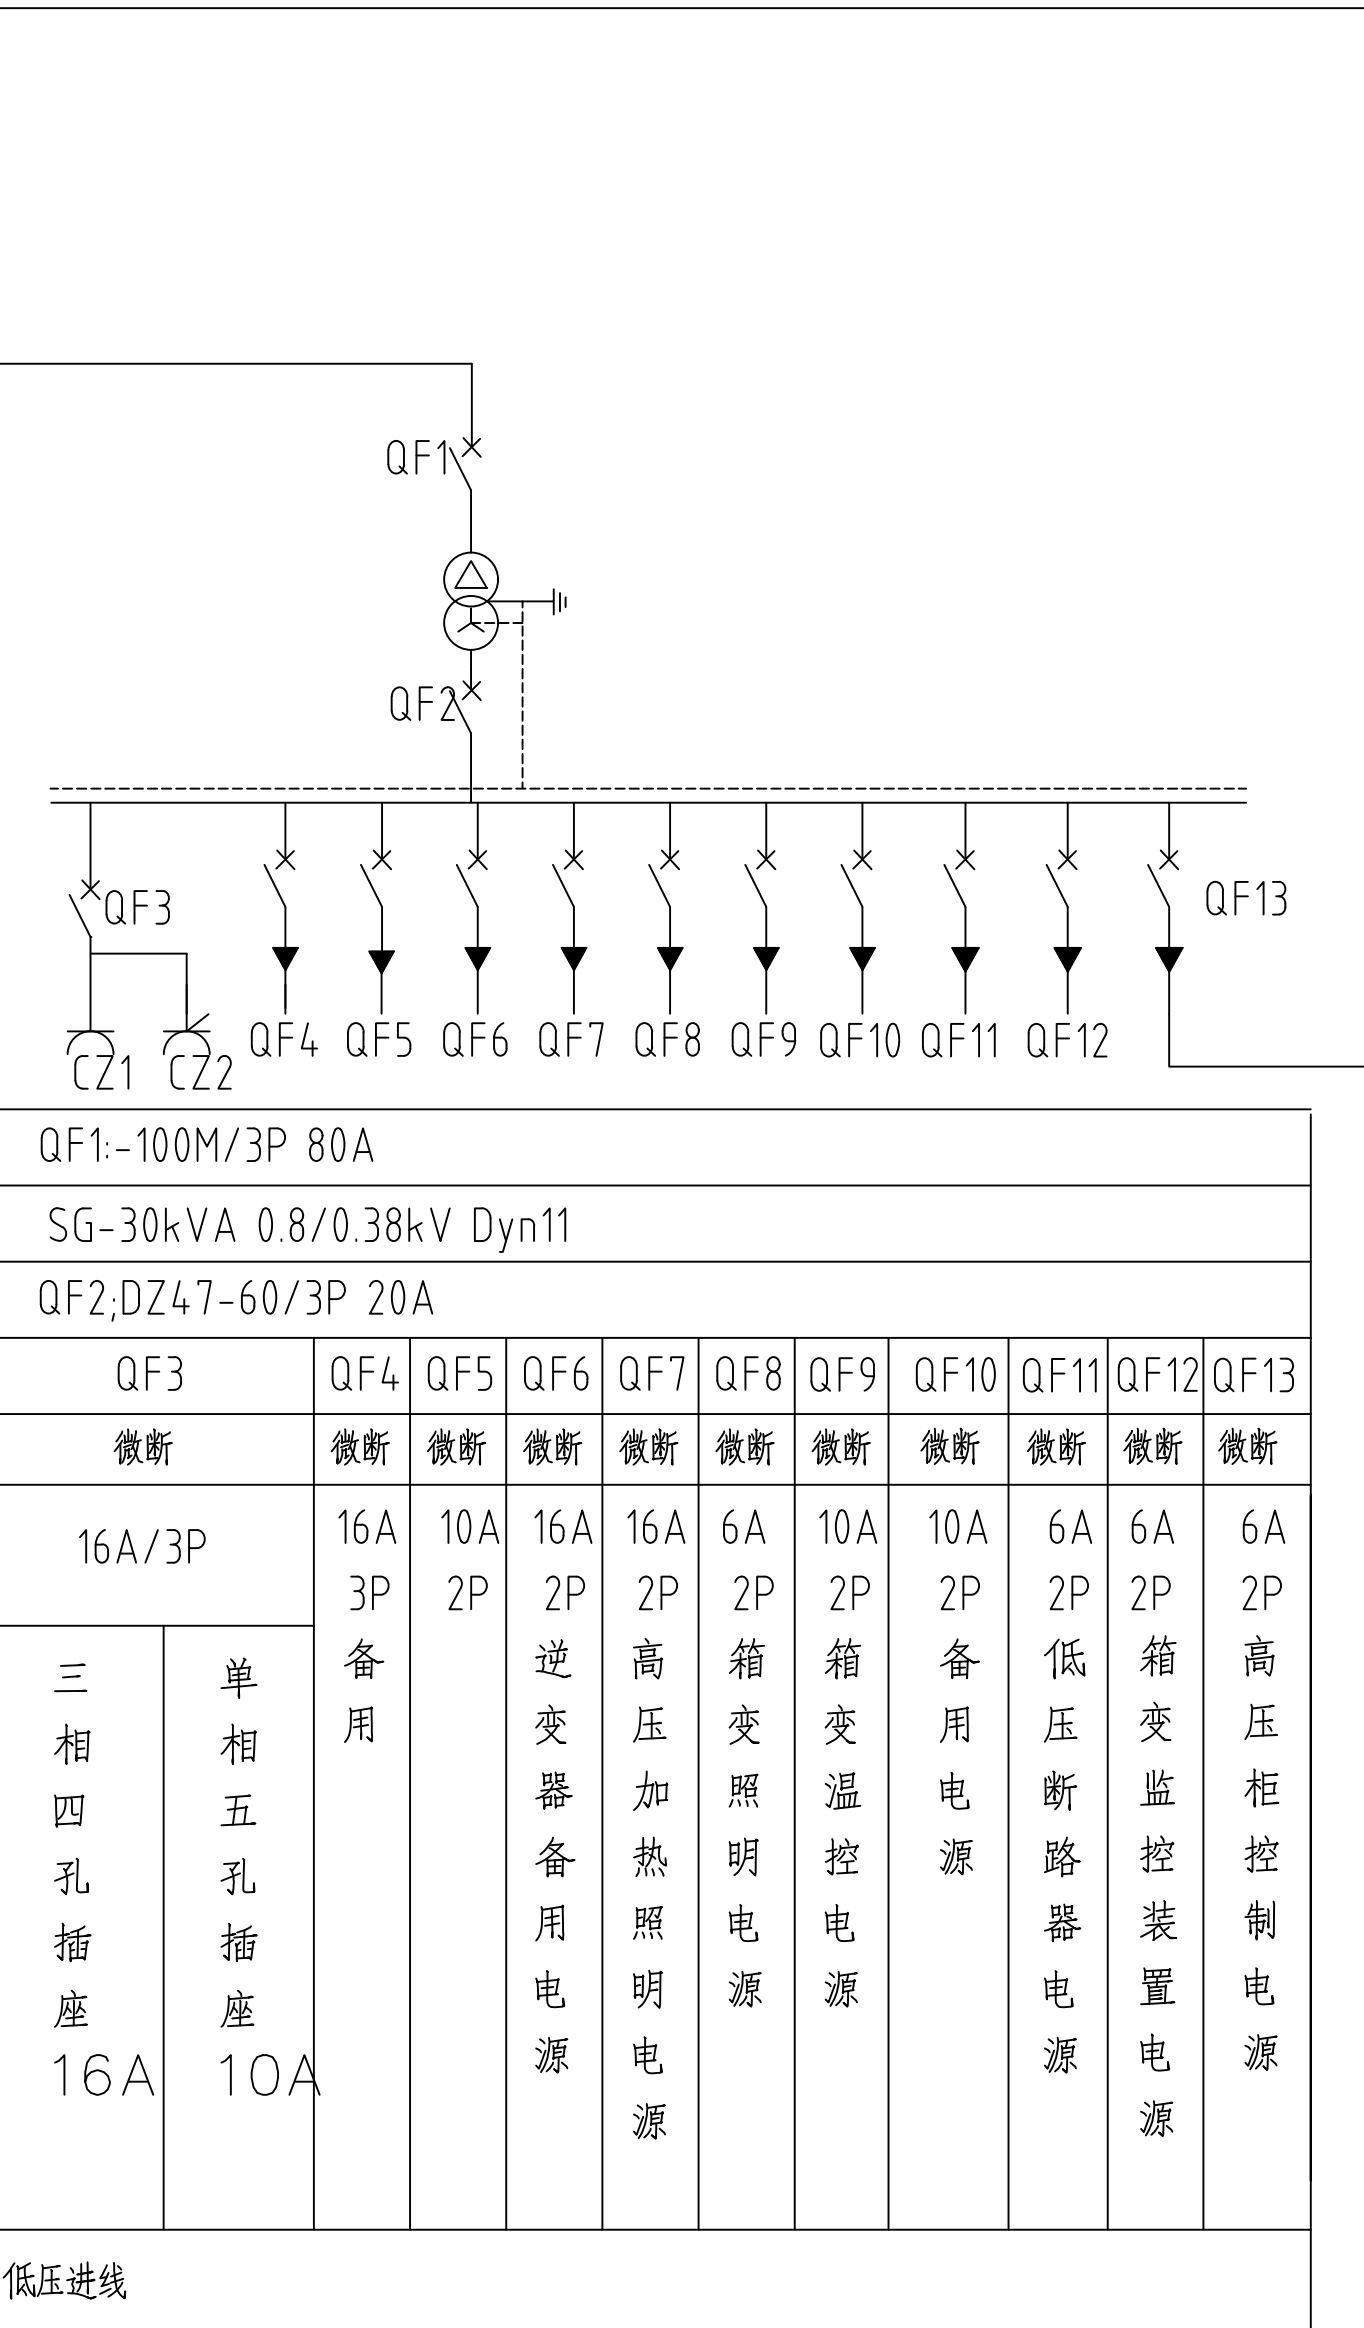 QF1
QF2
QF3
QF13
CZ1
CZ2
QF4
QF5
QF6
QF7
QF8
QF9
QF10
QF11
QF12
QF1:-100M/3P 80A
SG-30kVA 0.8/0.38kV Dyn11
QF2;DZ47-60/3P 20A
QF3 QF4 QF5 QF6 QF7 QF8 QF9 QF10 QF11 QF12 QF13
微断 微断 微断 微断 微断 微断 微断 微断 微断 微断 微断
16A/3P
三相四孔插座
16A
单相五孔插座
10A
16A
3P
备用
10A
2P
16A
2P
逆变器备用电源
16A
2P
高压加热照明电源
6A
2P
箱变照明电源
10A
2P
箱变温控电源
10A
2P
备用电源
6A
2P
低压断路器电源
6A
2P
箱变监控装置电源
6A
2P
高压柜控制电源
低压进线